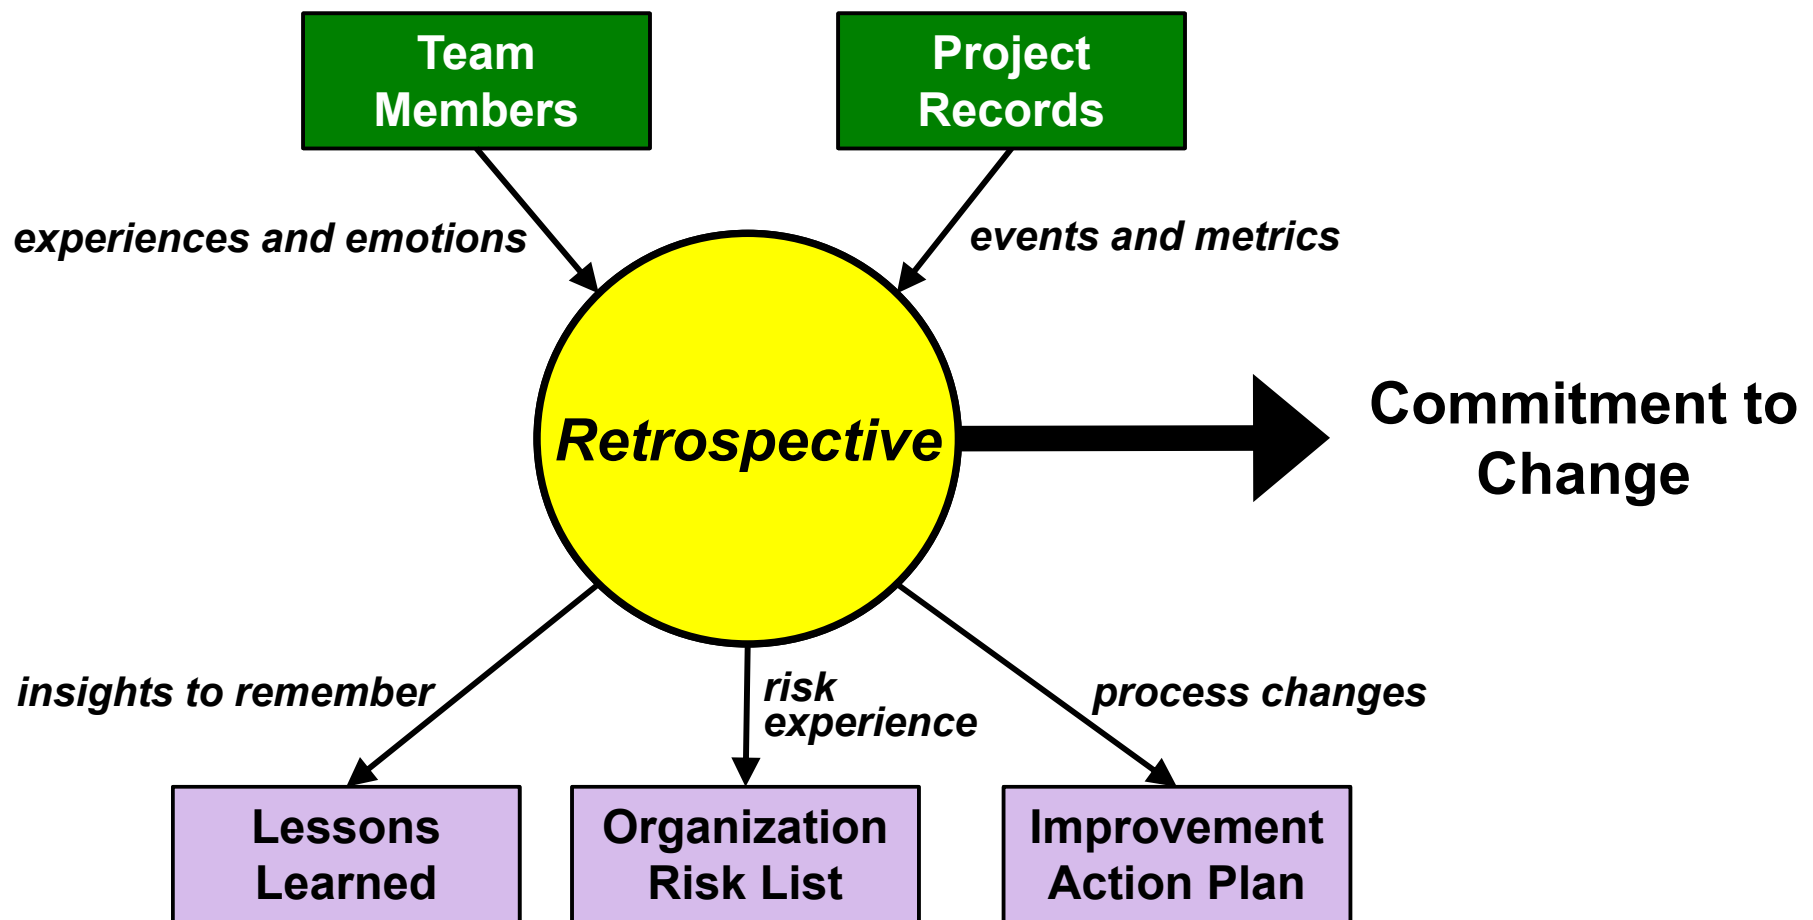 Team
Members
Project
Records
experiences and emotions
events and metrics
Retrospective
Commitment to
Change
insights to remember
risk
experience
process changes
Lessons
Learned
Organization
Risk List
Improvement
Action Plan